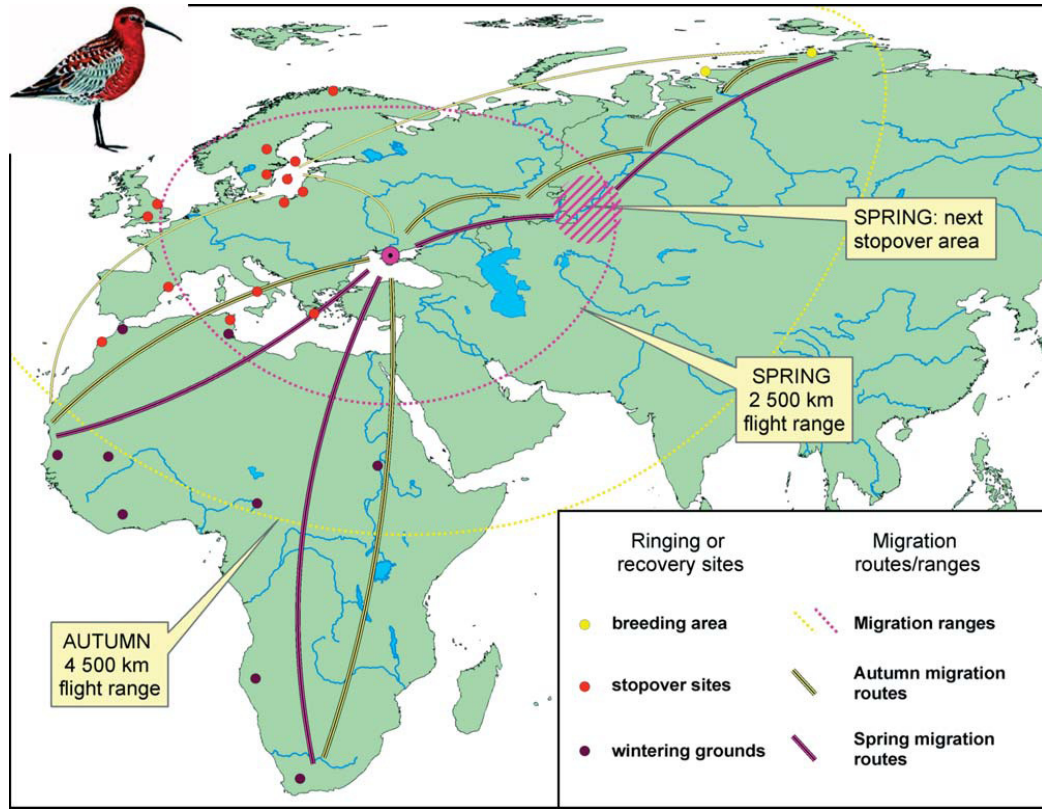 SPRING: next
stopover area
SPRING
2 500 km
flight range
AUTUMN
4 500 km
flight range
Ringing or
recovery sites
breeding area
stopover sites
wintering grounds
Migration
routes/ranges
Migration ranges
Autumn migration
routes
Spring migration
routes